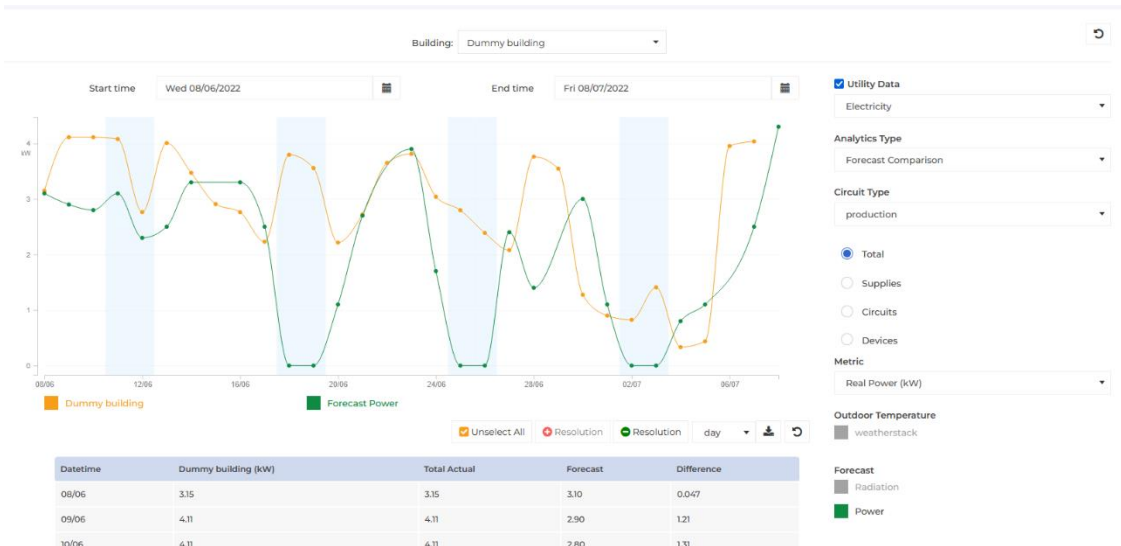 Building: Dummy building
Start time Wed 08/06/2022 End time Fri 08/07/2022
4
kW
3
2
1
0
08/06 12/06 16/06 20/06 24/06 28/06 02/07 06/07
Dummy building Forecast Power
Unselect All Resolution Resolution day
Datetime Dummy building (kW) Total Actual Forecast Difference
08/06 3.15 3.15 3.10 0.047
09/06 4.11 4.11 2.90 1.21
10/06 4.11 4.11 2.80 1.31
Utility Data
Electricity
Analytics Type
Forecast Comparison
Circuit Type
production
Total
Supplies
Circuits
Devices
Metric
Real Power (kW)
Outdoor Temperature
weatherstack
Forecast
Radiation
Power